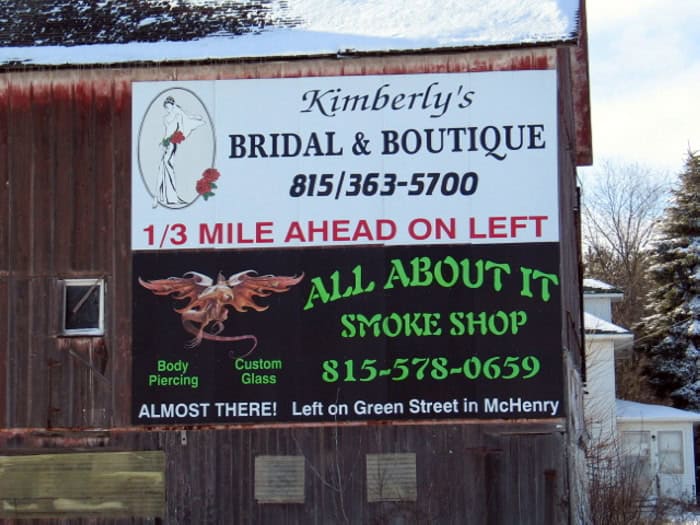 Kimberly's
BRIDAL & BOUTIQUE
815/363-5700
1/3 MILE AHEAD ON LEFT
ALL ABOUT IT
SMOKE SHOP
815-578-0659
Body
Piercing
Custom
Glass
ALMOST THERE! Left on Green Street in McHenry